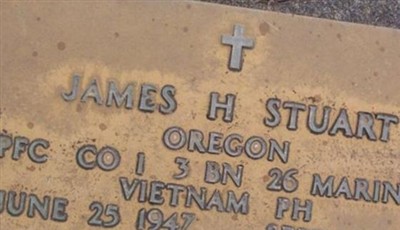 JAMES H STUART
OREGON
PFC CO I 3 BN 26 MARIN
VIETNAM PH
JUNE 25 1947